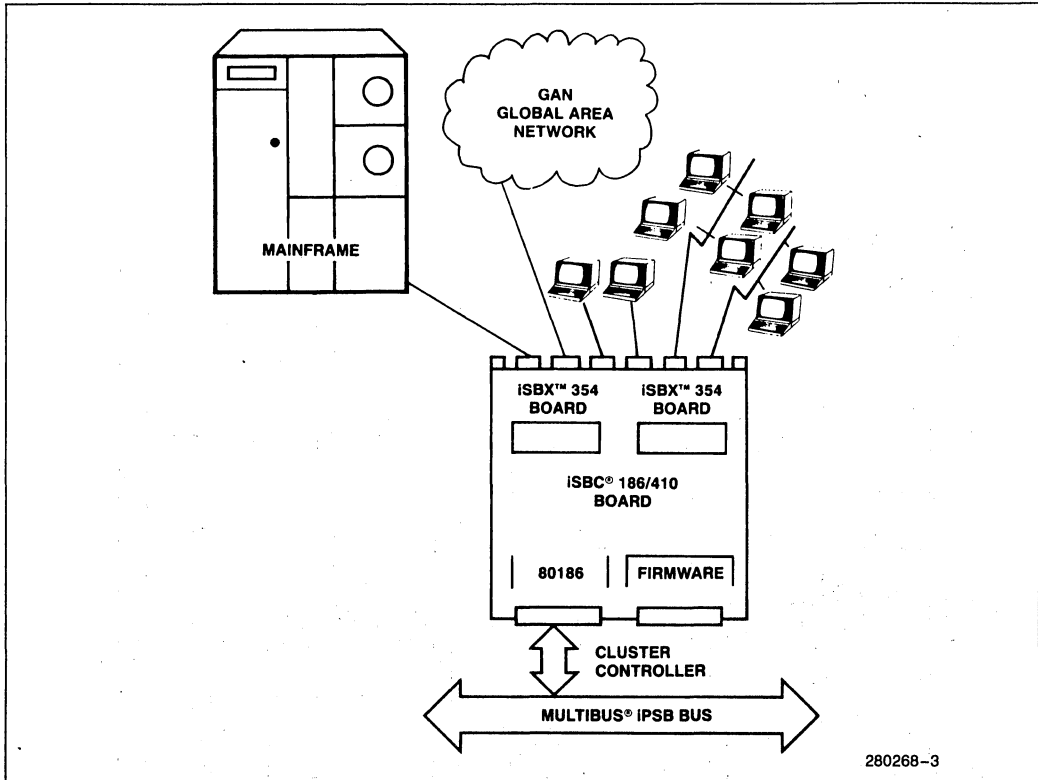 GAN
GLOBAL AREA
NETWORK
MAINFRAME
iSBX™ 354
BOARD
iSBX™ 354
BOARD
iSBC® 186/410
BOARD
80186
FIRMWARE
CLUSTER
CONTROLLER
MULTIBUS® iPSB BUS
280268-3